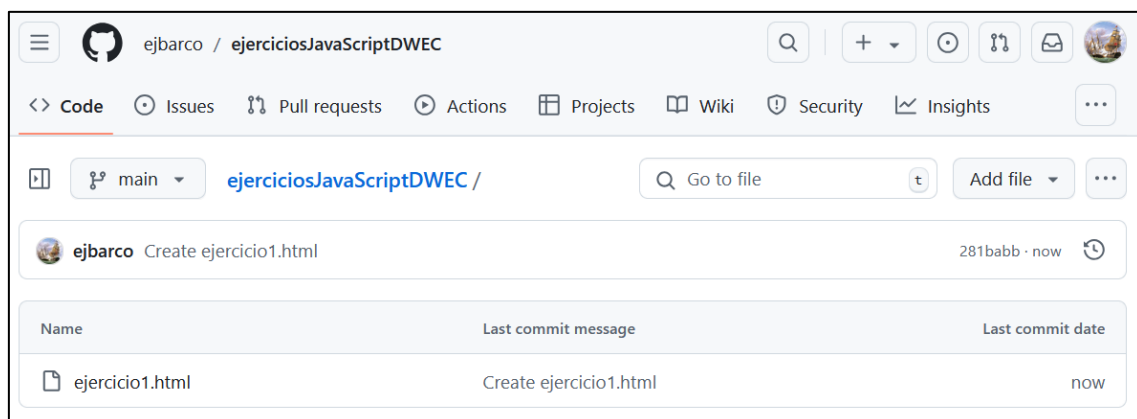 ejbarco / ejerciciosJavaScriptDWEC
Code Issues Pull requests Actions Projects Wiki Security Insights
main ejerciciosJavaScriptDWEC / Go to file t Add file
ejbarco Create ejercicio1.html 281babb · now
Name Last commit message Last commit date
ejercicio1.html Create ejercicio1.html now